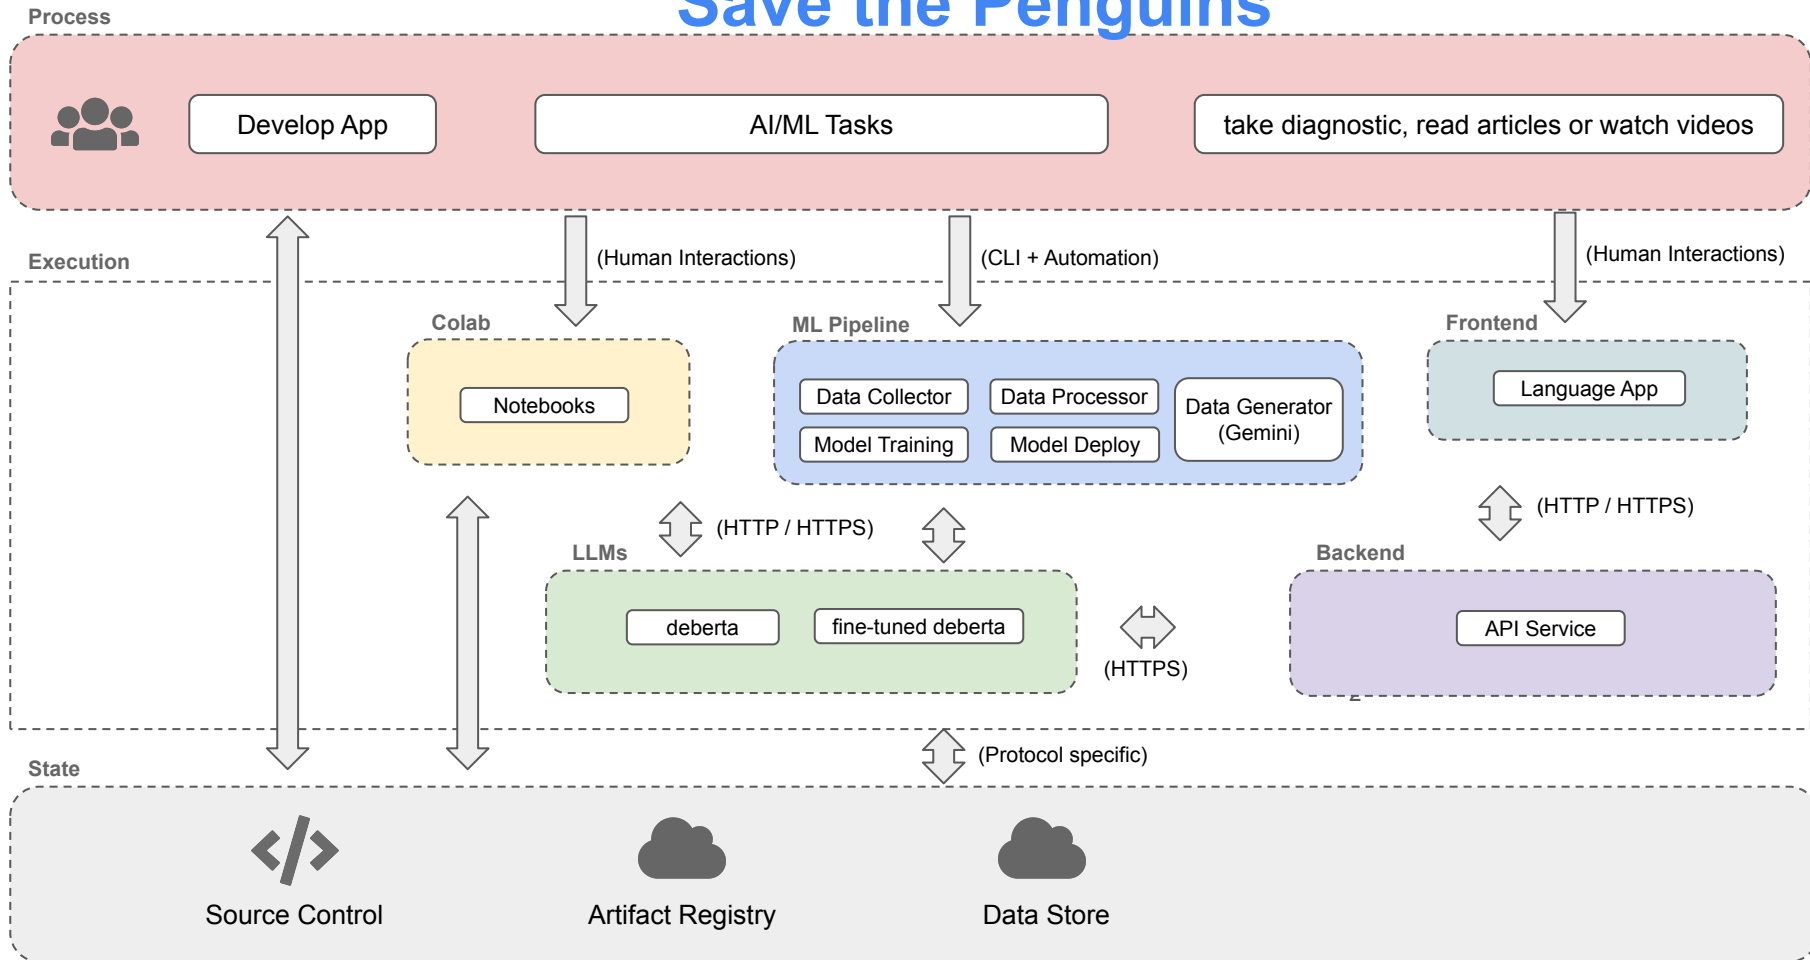 Save the Penguins
Process
Develop App
AI/ML Tasks
take diagnostic, read articles or watch videos
(Human Interactions)
(CLI + Automation)
(Human Interactions)
Execution
Colab
Notebooks
ML Pipeline
Data Collector
Data Processor
Data Generator
(Gemini)
Model Training
Model Deploy
Frontend
Language App
(HTTP / HTTPS)
(HTTP / HTTPS)
LLMs
deberta
fine-tuned deberta
(HTTPS)
Backend
API Service
(Protocol specific)
State
Source Control
Artifact Registry
Data Store